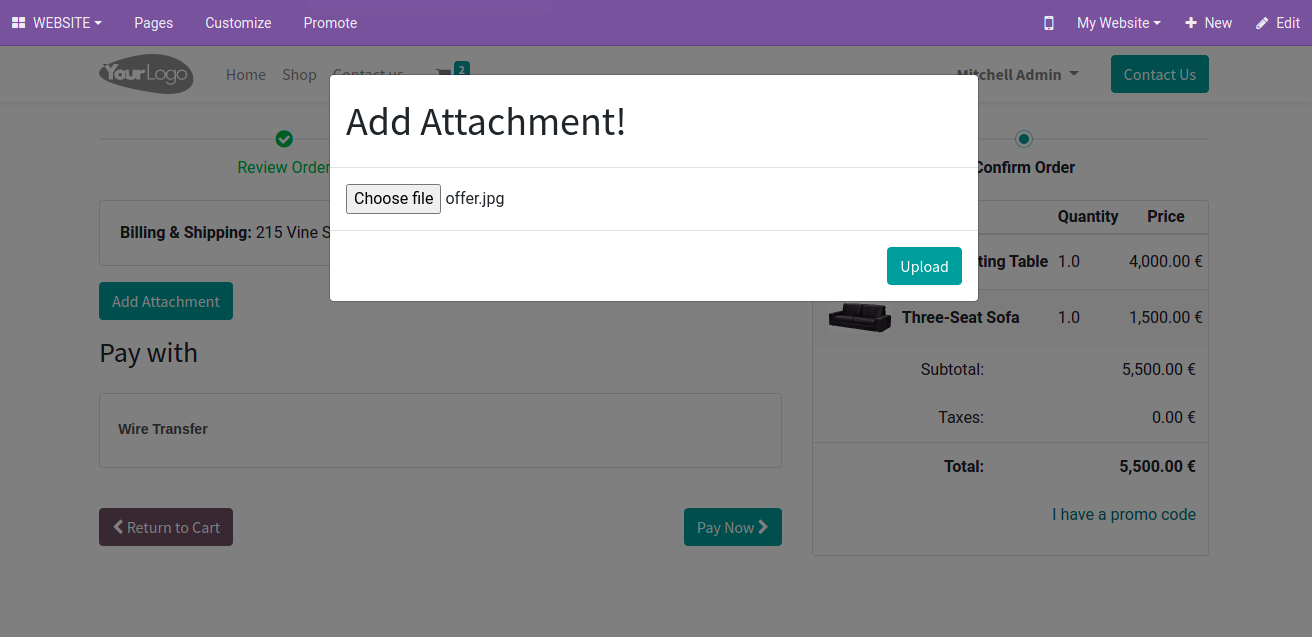 WEBSITE Pages Customize Promote My Website New Edit
YourLogo Home Shop Contact us 2 Mitchell Admin Contact Us
Add Attachment!
Review Order Confirm Order
Choose file offer.jpg
Quantity Price
Billing & Shipping: 215 Vine S
Upload
ting Table 1.0 4,000.00 €
Add Attachment
Three-Seat Sofa 1.0 1,500.00 €
Pay with
Subtotal: 5,500.00 €
Taxes: 0.00 €
Wire Transfer
Total: 5,500.00 €
I have a promo code
Return to Cart Pay Now